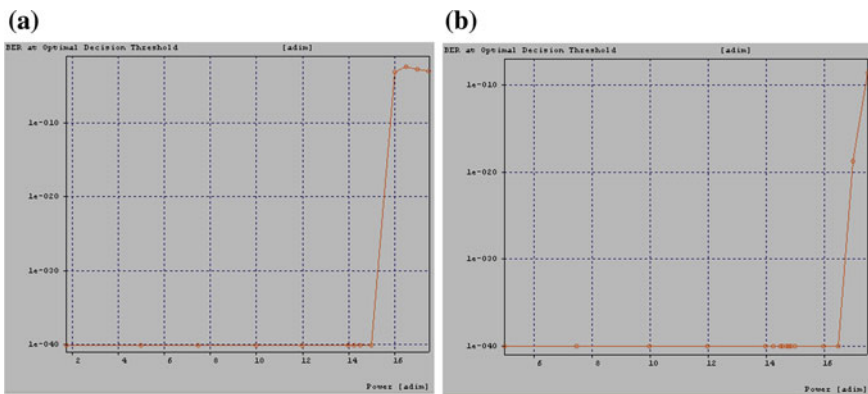 (a)
BER at Optimal Decision Threshold [adim]
1e-010
1e-020
1e-030
1e-040
2 4 6 8 10 12 14 16
Power [adim]
(b)
BER at Optimal Decision Threshold [adim]
1e-010
1e-020
1e-030
1e-040
6 8 10 12 14 16
Power [adim]